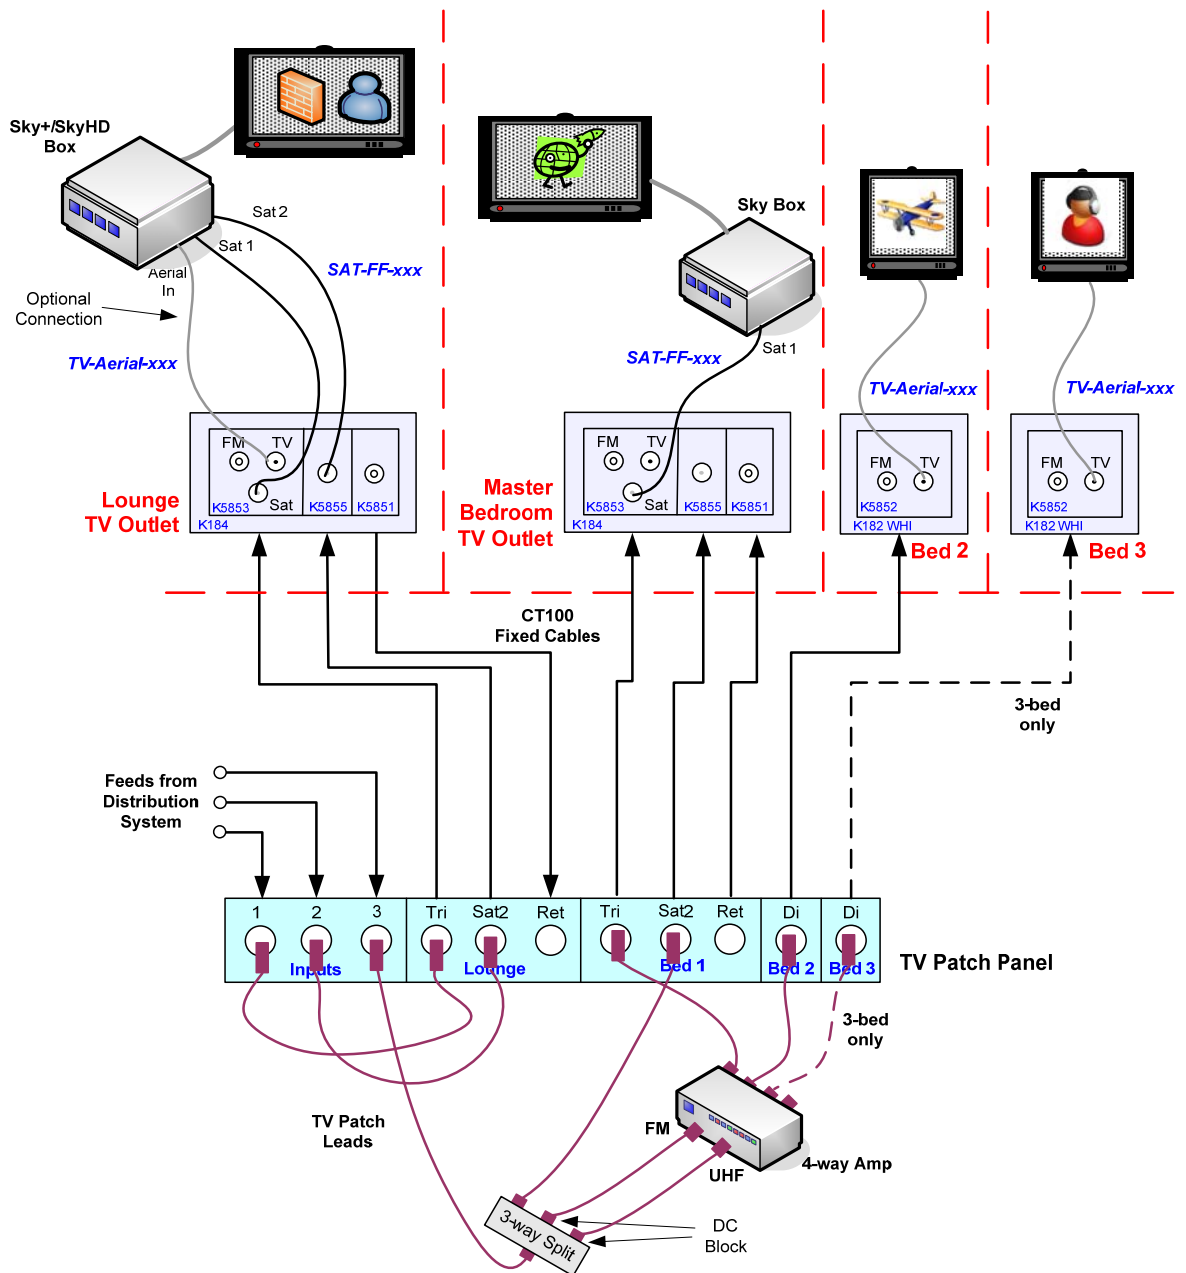 Sky+/SkyHD
Box
Sat 2
Sat 1
Aerial
In
Optional
Connection
SAT-FF-xxx
TV-Aerial-xxx
Sky Box
Sat 1
SAT-FF-xxx
TV-Aerial-xxx
TV-Aerial-xxx
FM
TV
Sat
K5853
K5855
K5851
K184
Lounge
TV Outlet
FM
TV
Sat
K5853
K5855
K5851
K184
Master
Bedroom
TV Outlet
FM
TV
K5852
K182 WHI
Bed 2
FM
TV
K5852
K182 WHI
Bed 3
CT100
Fixed Cables
3-bed
only
Feeds from
Distribution
System
1
2
3
Inputs
Tri
Sat2
Ret
Lounge
Tri
Sat2
Ret
Bed 1
Di
Bed 2
Di
Bed 3
TV Patch Panel
3-bed
only
TV Patch
Leads
FM
UHF
4-way Amp
3-way Split
DC
Block